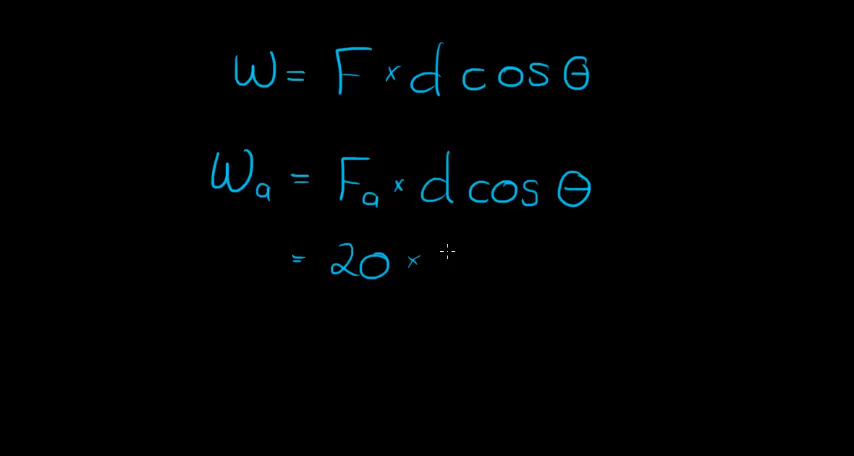 W = F × d cos θ
Wa = Fa × d cos θ
= 20 ×